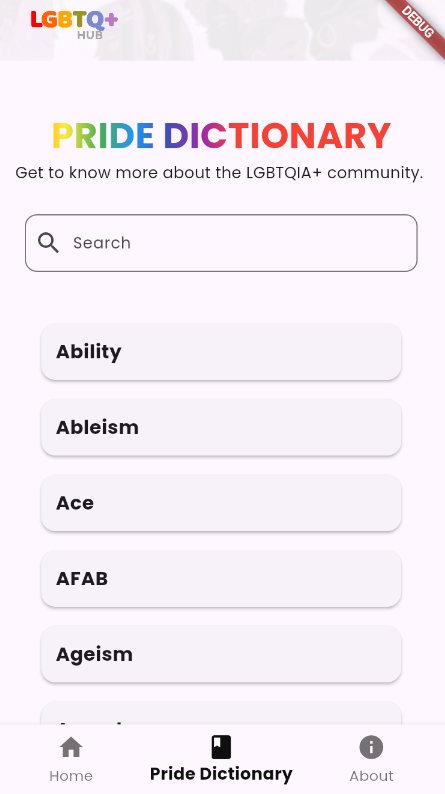 LGBTQ+
HUB
DEBUG
PRIDE DICTIONARY
Get to know more about the LGBTQIA+ community.
Search
Ability
Ableism
Ace
AFAB
Ageism
Home
Pride Dictionary
About